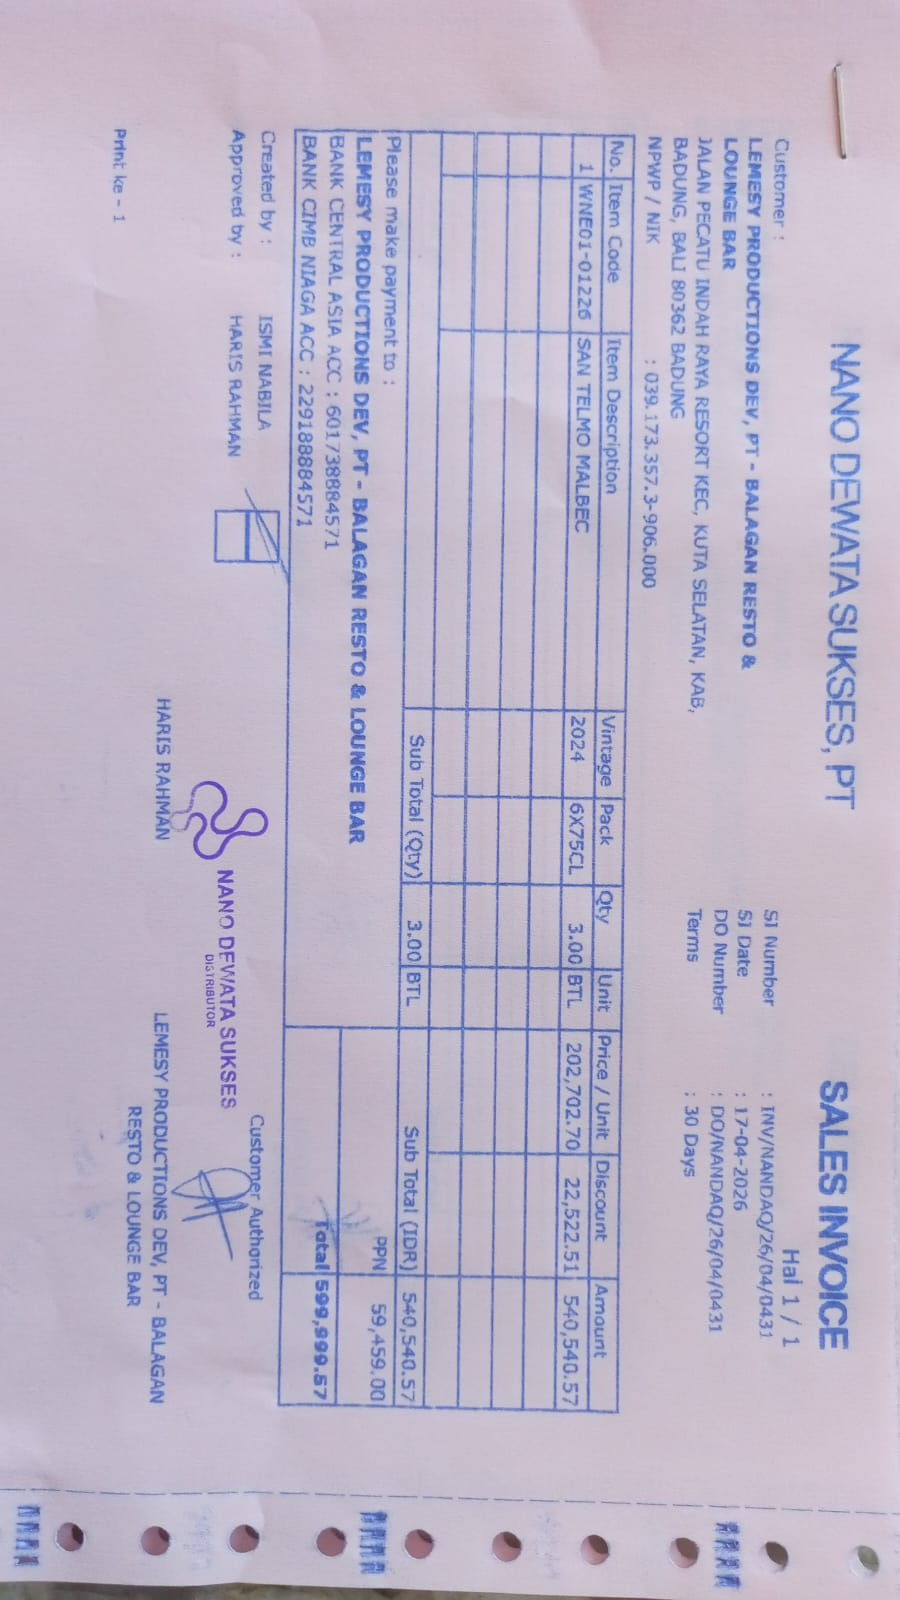 NANO DEWATA SUKSES, PT
SALES INVOICE
Hal 1 / 1
Customer :
LEMESY PRODUCTIONS DEV, PT - BALAGAN RESTO &
LOUNGE BAR
JALAN PECATU INDAH RAYA RESORT KEC, KUTA SELATAN, KAB,
BADUNG, BALI 80362 BADUNG
NPWP / NIK : 039.173.357.3-906.000
SI Number : INV/NANDAQ/26/04/0431
SI Date : 17-04-2026
DO Number : DO/NANDAQ/26/04/0431
Terms : 30 Days
No. Item Code Item Description Vintage Pack Qty Unit Price / Unit Discount Amount
1 WNE01-01226 SAN TELMO MALBEC 2024 6X75CL 3.00 BTL 202,702.70 22,522.51 540,540.57
Sub Total (Qty) 3.00 BTL Sub Total (IDR) 540,540.57
Please make payment to :
PPN 59,459.00
LEMESY PRODUCTIONS DEV, PT - BALAGAN RESTO & LOUNGE BAR
BANK CENTRAL ASIA ACC : 601738884571
Total 599,999.57
BANK CIMB NIAGA ACC : 2291888884571
Created by : ISMI NABILA
Approved by : HARIS RAHMAN
Customer Authorized
NANO DEWATA SUKSES
DISTRIBUTOR
HARIS RAHMAN
LEMESY PRODUCTIONS DEV, PT - BALAGAN
RESTO & LOUNGE BAR
Print ke - 1